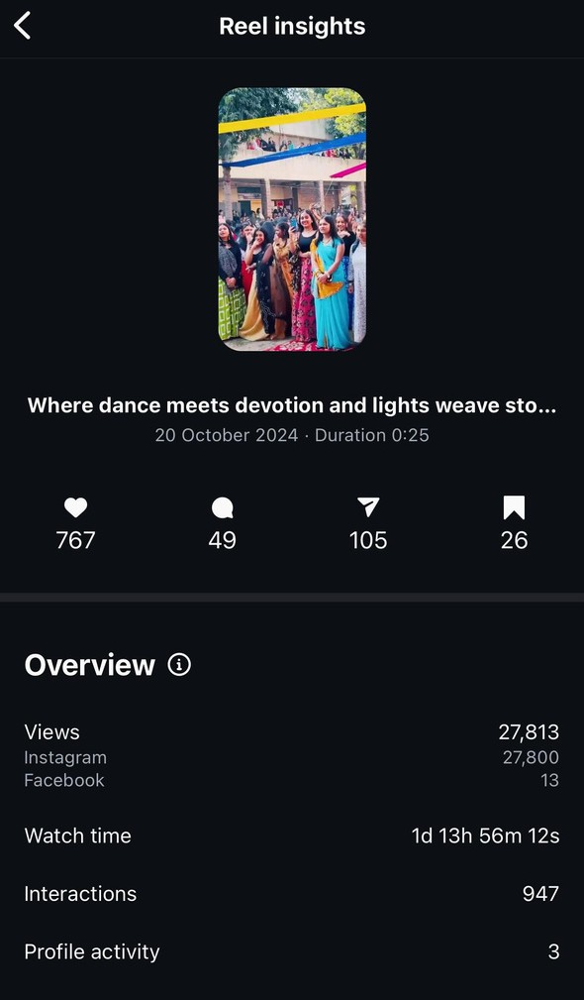 Reel insights
Where dance meets devotion and lights weave sto...
20 October 2024 · Duration 0:25
767 49 105 26
Overview
Views 27,813
Instagram 27,800
Facebook 13
Watch time 1d 13h 56m 12s
Interactions 947
Profile activity 3